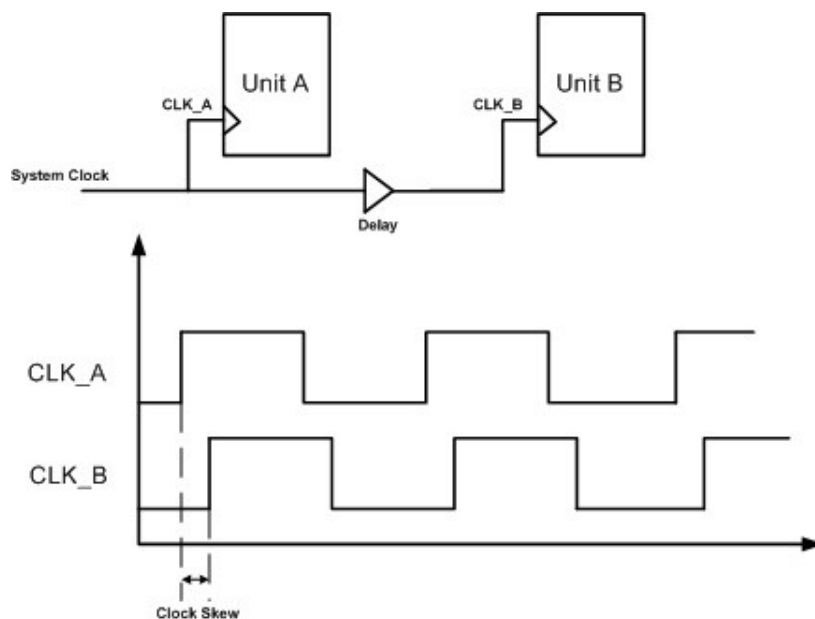 Unit A
Unit B
CLK_A
CLK_B
System Clock
Delay
CLK_A
CLK_B
Clock Skew